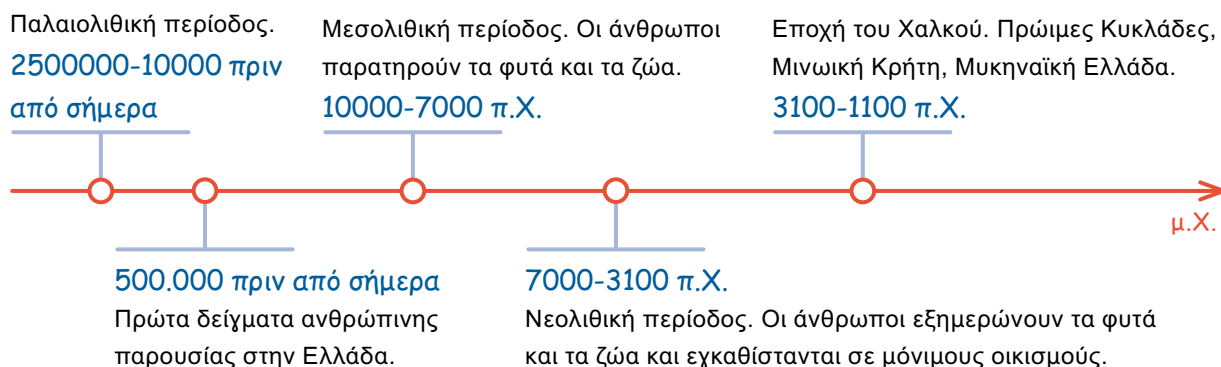 Παλαιολιθική περίοδος.
2500000-10000 πριν
από σήμερα
Μεσολιθική περίοδος. Οι άνθρωποι
παρατηρούν τα φυτά και τα ζώα.
10000-7000 π.Χ.
Εποχή του Χαλκού. Πρώιμες Κυκλάδες,
Μινωική Κρήτη, Μυκηναϊκή Ελλάδα.
3100-1100 π.Χ.
μ.Χ.
500.000 πριν από σήμερα
Πρώτα δείγματα ανθρώπινης
παρουσίας στην Ελλάδα.
7000-3100 π.Χ.
Νεολιθική περίοδος. Οι άνθρωποι εξημερώνουν τα φυτά
και τα ζώα και εγκαθίστανται σε μόνιμους οικισμούς.